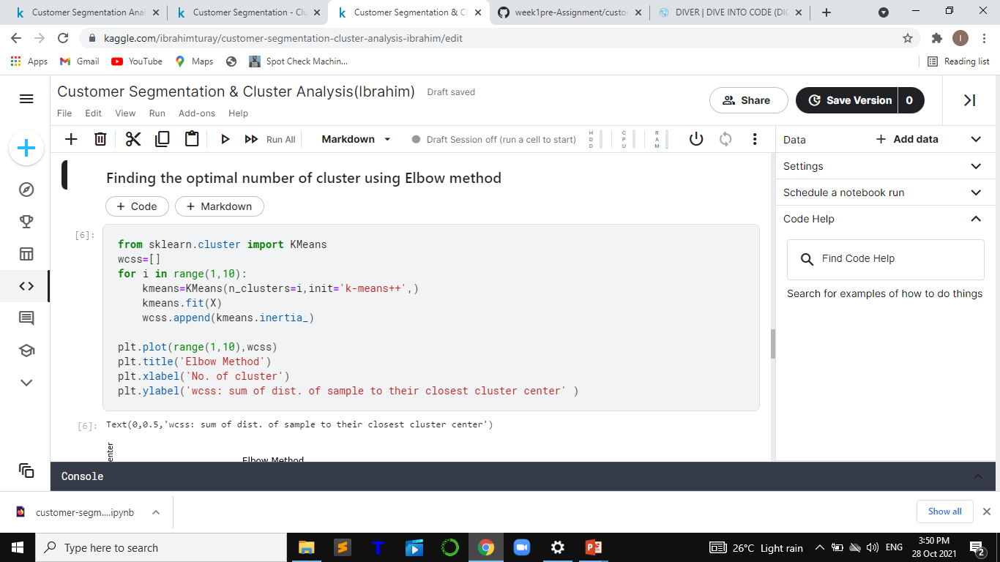 Customer Segmentation Anal
Customer Segmentation - Clu
Customer Segmentation & Cl
week1pre-Assignment/custo
DIVER | DIVE INTO CODE (DIC
kaggle.com/ibrahimturay/customer-segmentation-cluster-analysis-ibrahim/edit
I
Apps
Gmail
YouTube
Maps
Spot Check Machin...
Reading list
Customer Segmentation & Cluster Analysis(Ibrahim)
Draft saved
File
Edit
View
Run
Add-ons
Help
Share
Save Version
0
Run All
Markdown
Draft Session off (run a cell to start)
HDD
CPU
RAM
Data
+ Add data
Settings
Schedule a notebook run
Code Help
Find Code Help
Search for examples of how to do things
Finding the optimal number of cluster using Elbow method
+ Code
+ Markdown
[6]:
from sklearn.cluster import KMeans
wcss=[]
for i in range(1,10):
    kmeans=KMeans(n_clusters=i,init='k-means++',)
    kmeans.fit(X)
    wcss.append(kmeans.inertia_)
plt.plot(range(1,10),wcss)
plt.title('Elbow Method')
plt.xlabel('No. of cluster')
plt.ylabel('wcss: sum of dist. of sample to their closest cluster center' )
[6]:
Text(0,0.5,'wcss: sum of dist. of sample to their closest cluster center')
enter
Elbow Method
Console
customer-segm....ipynb
Show all
Type here to search
26°C Light rain
ENG
3:50 PM
28 Oct 2021
2